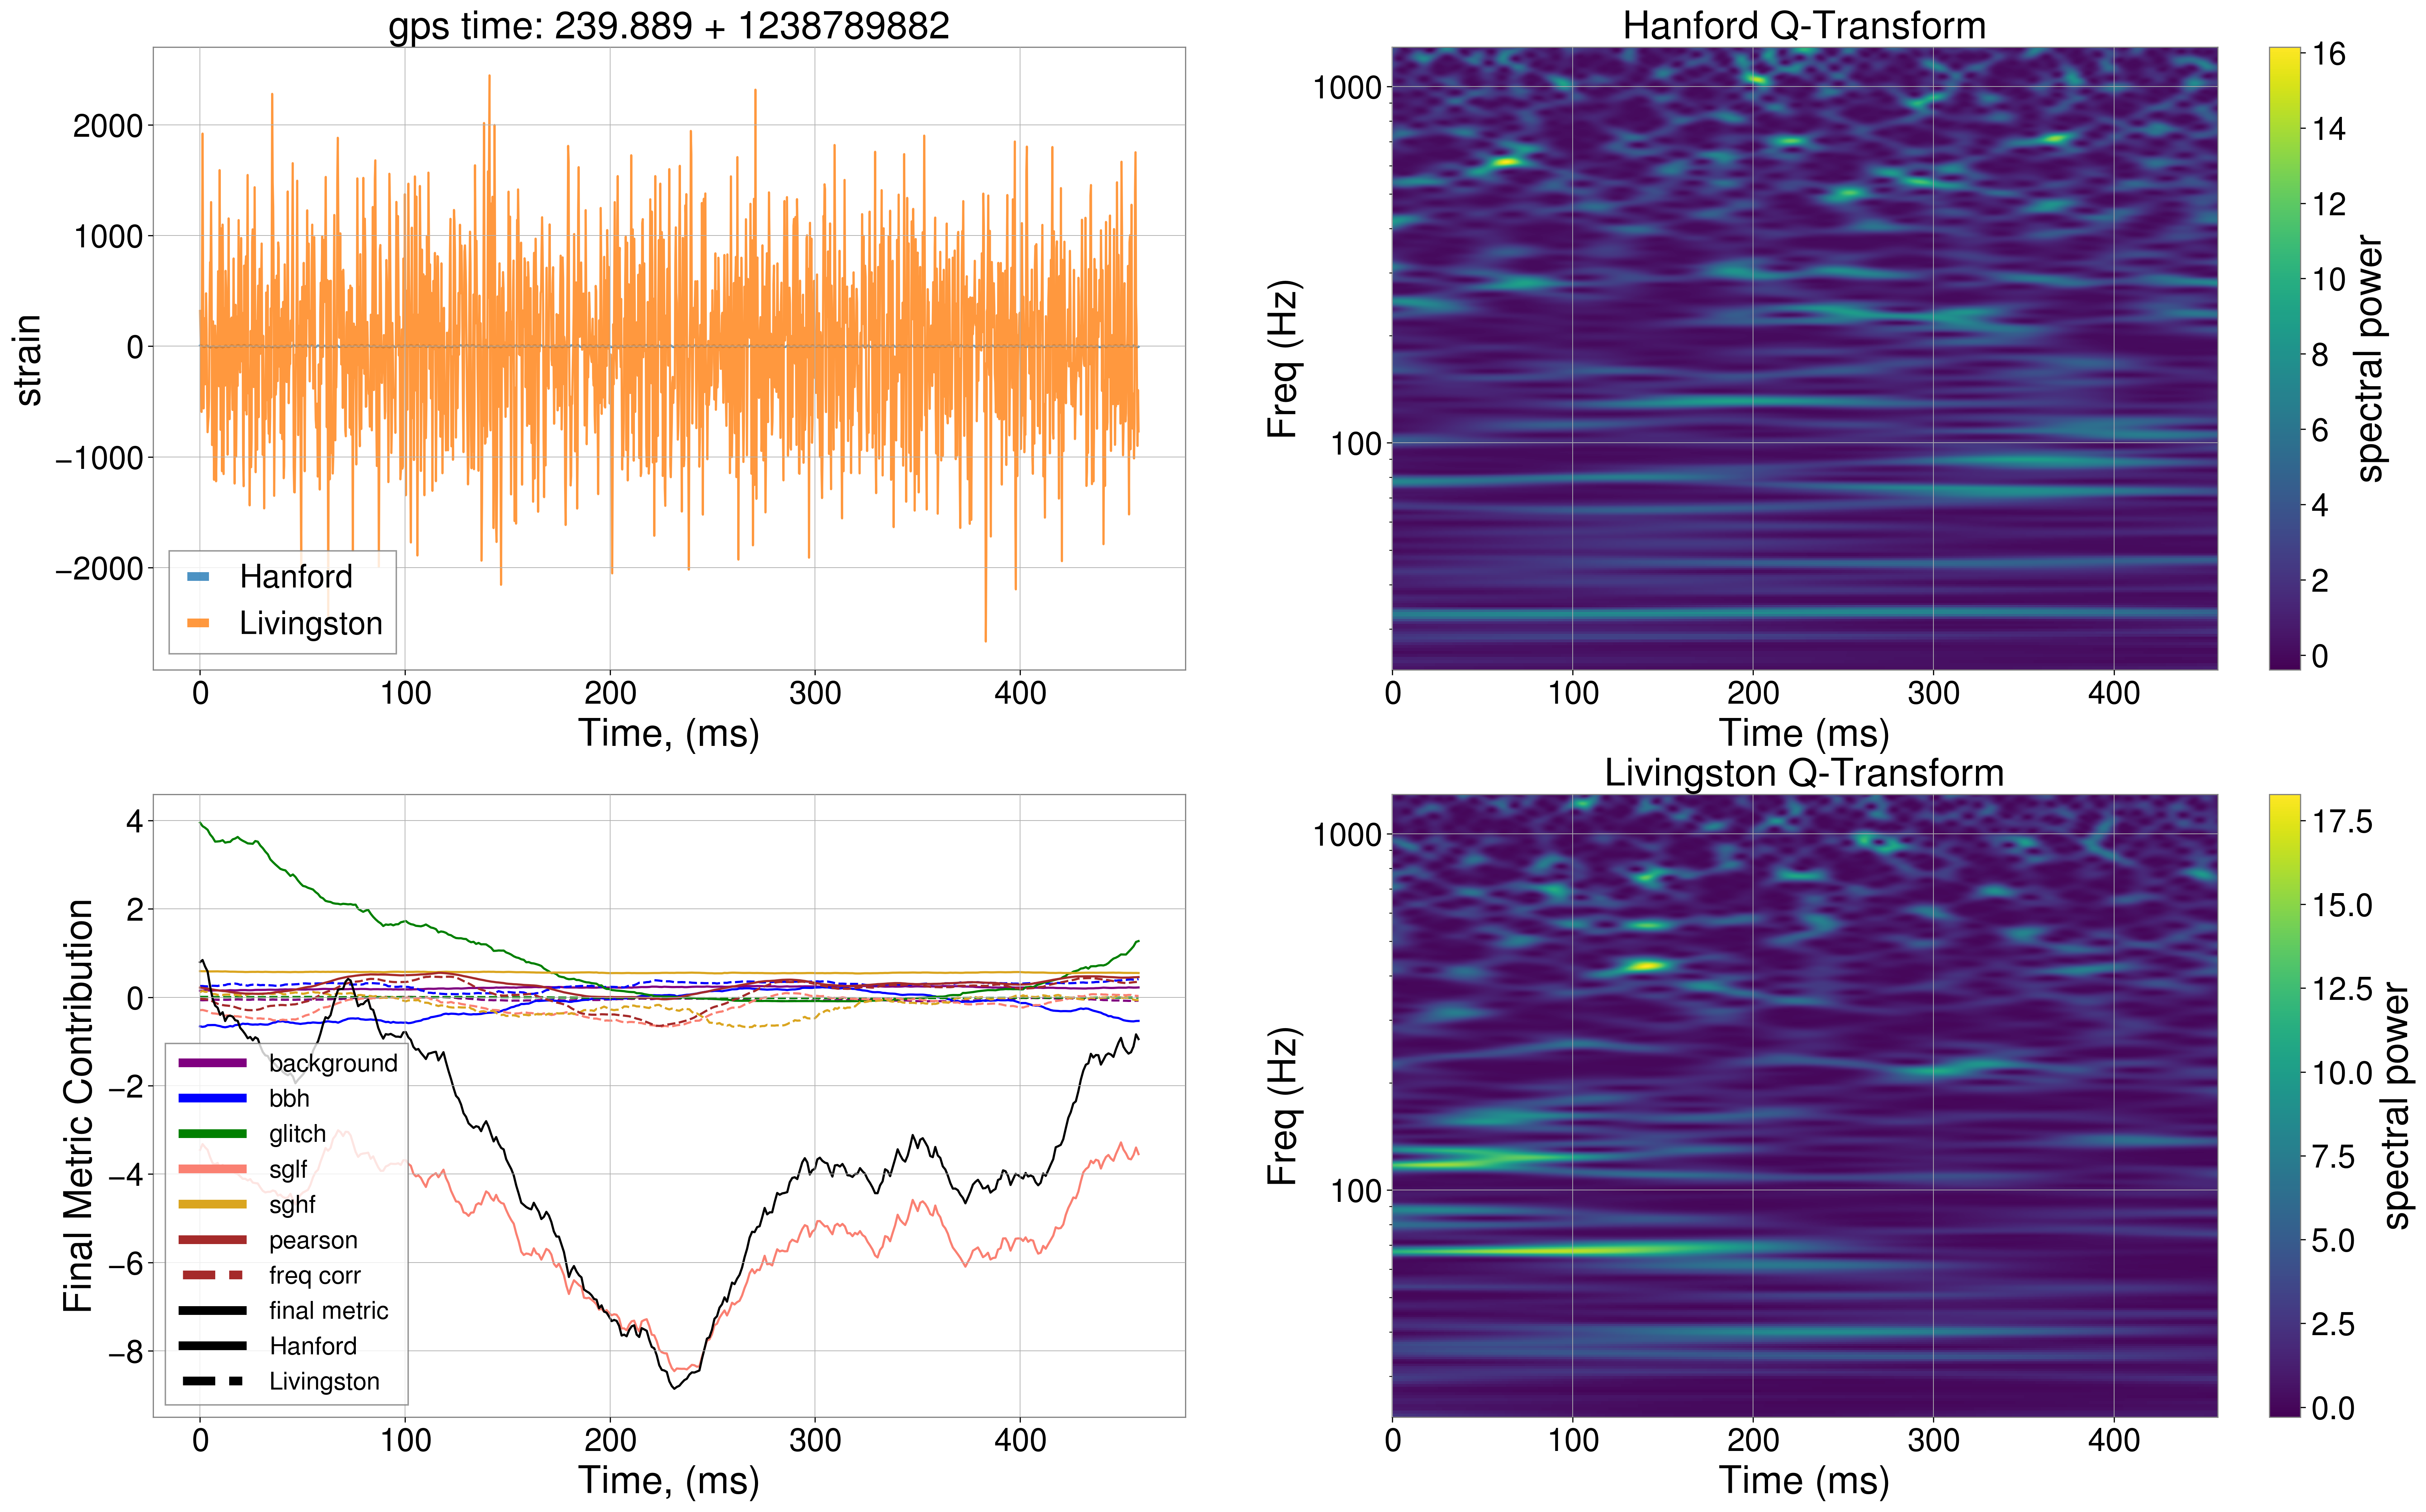 gps time: 239.889 + 1238789882
strain
2000
1000
0
−1000
−2000
Hanford
Livingston
0 100 200 300 400
Time, (ms)
Hanford Q-Transform
Freq (Hz)
1000
100
0 100 200 300 400
Time (ms)
16
14
12
10
8
6
4
2
0
spectral power
Final Metric Contribution
4
2
0
−2
−4
−6
−8
background
bbh
glitch
sglf
sghf
pearson
freq corr
final metric
Hanford
Livingston
0 100 200 300 400
Time, (ms)
Livingston Q-Transform
Freq (Hz)
1000
100
0 100 200 300 400
Time (ms)
17.5
15.0
12.5
10.0
7.5
5.0
2.5
0.0
spectral power